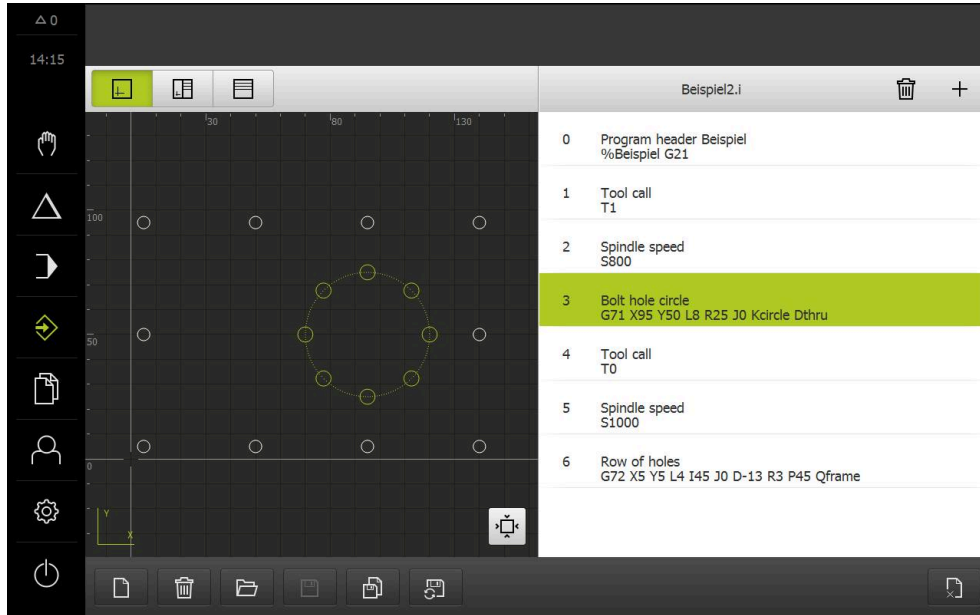 0
14:15
Beispiel2.i
30
80
130
100
50
0
Y
X
0 Program header Beispiel
%Beispiel G21
1 Tool call
T1
2 Spindle speed
S800
3 Bolt hole circle
G71 X95 Y50 L8 R25 J0 Kcircle Dthru
4 Tool call
T0
5 Spindle speed
S1000
6 Row of holes
G72 X5 Y5 L4 I45 J0 D-13 R3 P45 Qframe